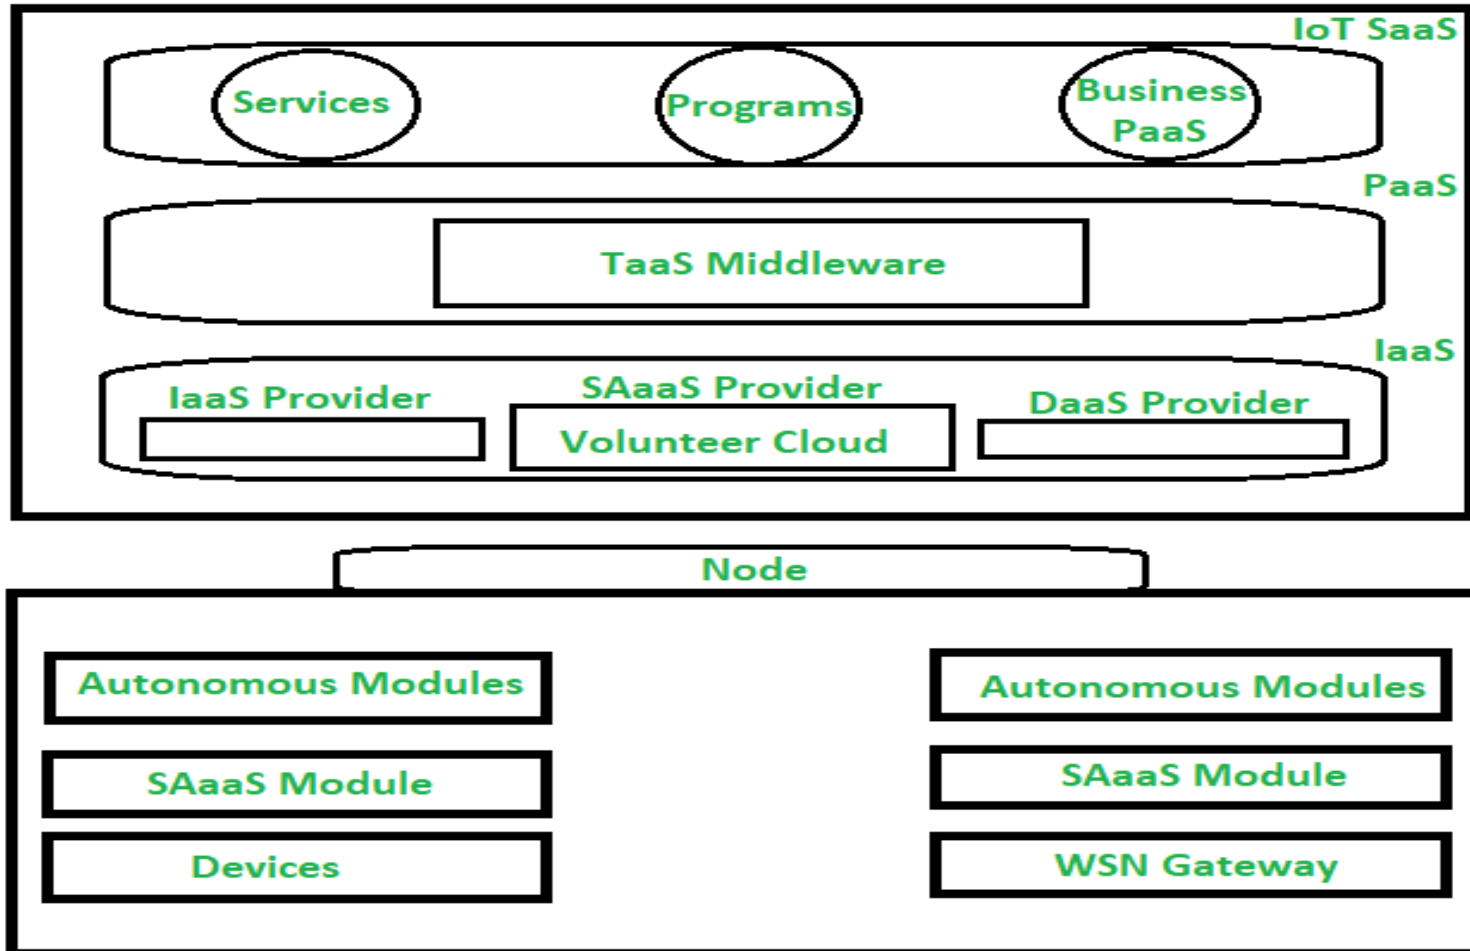 IoT SaaS
Services
Programs
Business
PaaS
PaaS
TaaS Middleware
IaaS
IaaS Provider
SAaaS Provider
DaaS Provider
Volunteer Cloud
Node
Autonomous Modules
Autonomous Modules
SAaaS Module
SAaaS Module
Devices
WSN Gateway